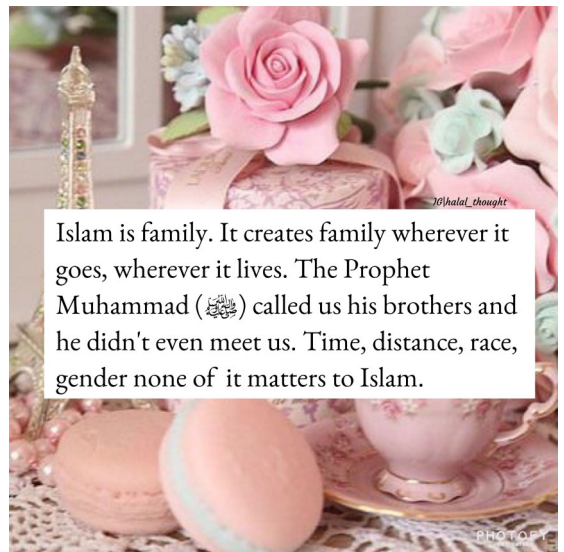 IG\halal_thought
Islam is family. It creates family wherever it
goes, wherever it lives. The Prophet
Muhammad (ﷺ) called us his brothers and
he didn't even meet us. Time, distance, race,
gender none of it matters to Islam.
PHOTOFY